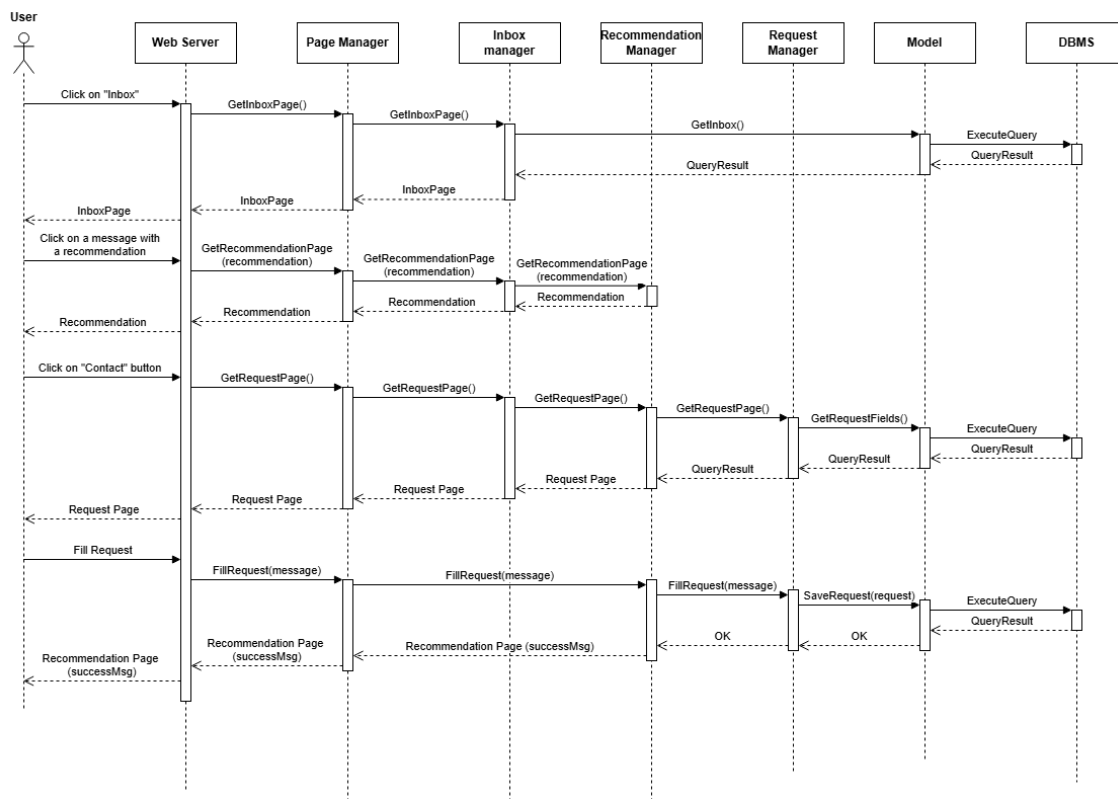 User
Web Server
Page Manager
Inbox
manager
Recommendation
Manager
Request
Manager
Model
DBMS
Click on "Inbox"
GetInboxPage()
GetInboxPage()
GetInbox()
ExecuteQuery
QueryResult
QueryResult
InboxPage
InboxPage
InboxPage
Click on a message with
a recommendation
GetRecommendationPage
(recommendation)
GetRecommendationPage
(recommendation)
GetRecommendationPage
(recommendation)
Recommendation
Recommendation
Recommendation
Recommendation
Click on "Contact" button
GetRequestPage()
GetRequestPage()
GetRequestPage()
GetRequestPage()
GetRequestFields()
ExecuteQuery
QueryResult
QueryResult
QueryResult
Request Page
Request Page
Request Page
Request Page
Fill Request
FillRequest(message)
FillRequest(message)
FillRequest(message)
SaveRequest(request)
ExecuteQuery
QueryResult
OK
OK
Recommendation Page (successMsg)
Recommendation Page
(successMsg)
Recommendation Page
(successMsg)